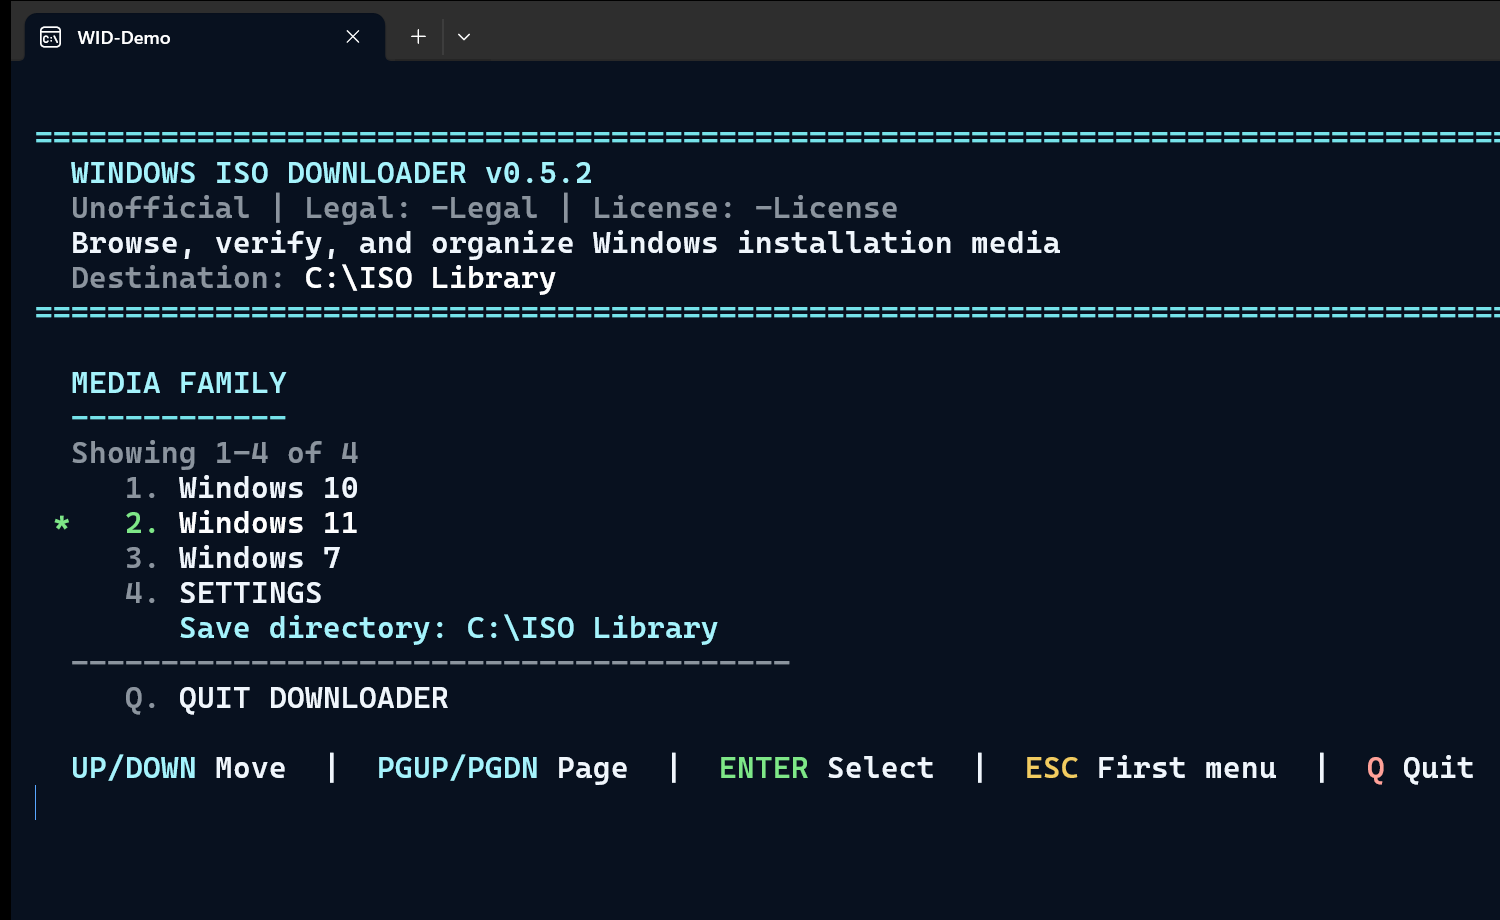 WID-Demo
================================================================================
WINDOWS ISO DOWNLOADER v0.5.2
Unofficial | Legal: -Legal | License: -License
Browse, verify, and organize Windows installation media
Destination: C:\ISO Library
================================================================================
MEDIA FAMILY
------------
Showing 1-4 of 4
1. Windows 10
* 2. Windows 11
3. Windows 7
4. SETTINGS
Save directory: C:\ISO Library
----------------------------------------
Q. QUIT DOWNLOADER
UP/DOWN Move | PGUP/PGDN Page | ENTER Select | ESC First menu | Q Quit